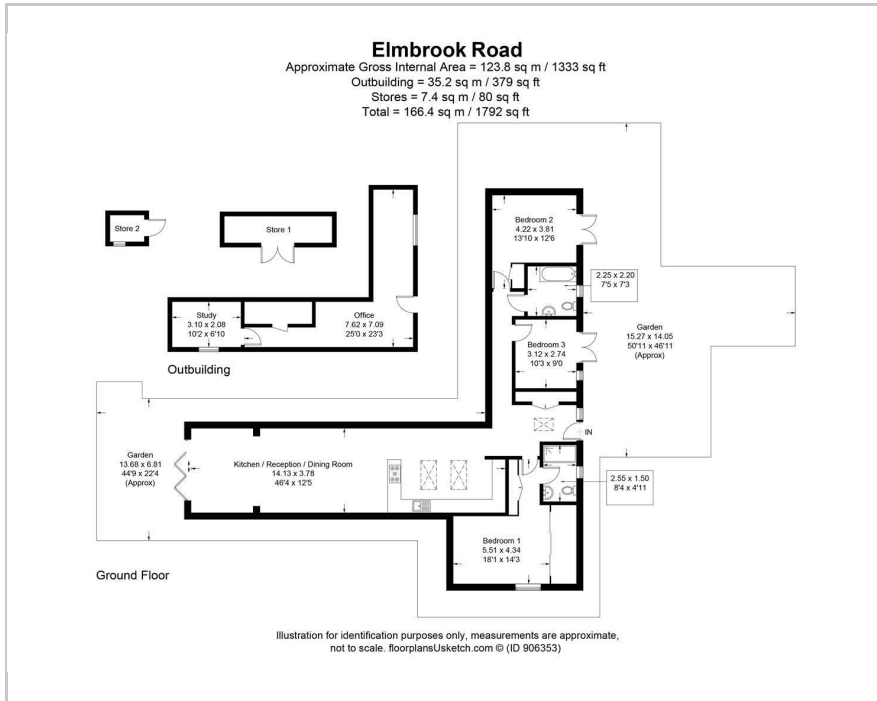 Elmbrook Road
Approximate Gross Internal Area = 123.8 sq m / 1333 sq ft
Outbuilding = 35.2 sq m / 379 sq ft
Stores = 7.4 sq m / 80 sq ft
Total = 166.4 sq m / 1792 sq ft
Store 2
Store 1
Study
3.10 x 2.08
10'2 x 6'10
Office
7.62 x 7.09
25'0 x 23'3
Outbuilding
Bedroom 2
4.22 x 3.81
13'10 x 12'6
2.25 x 2.20
7'5 x 7'3
Bedroom 3
3.12 x 2.74
10'3 x 9'0
Garden
15.27 x 14.05
50'11 x 46'11
(Approx)
IN
Garden
13.68 x 6.81
44'9 x 22'4
(Approx)
Kitchen / Reception / Dining Room
14.13 x 3.78
46'4 x 12'5
2.55 x 1.50
8'4 x 4'11
Bedroom 1
5.51 x 4.34
18'1 x 14'3
Ground Floor
Illustration for identification purposes only, measurements are approximate,
not to scale. floorplansUsketch.com © (ID 906353)